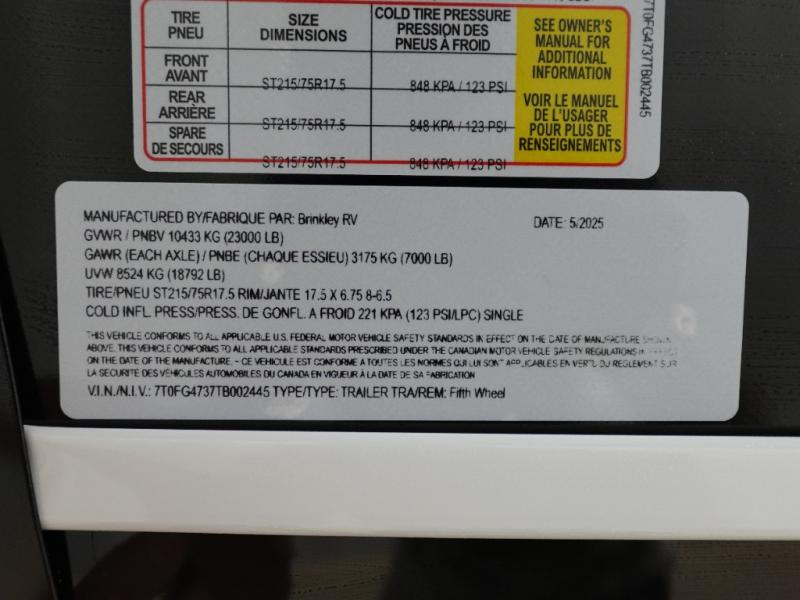 TIRE SIZE COLD TIRE PRESSURE
PNEU DIMENSIONS PRESSION DES
PNEUS À FROID
FRONT
AVANT ST215/75R17.5 848 KPA / 123 PSI
REAR
ARRIÈRE ST215/75R17.5 848 KPA / 123 PSI
SPARE
DE SECOURS ST215/75R17.5 848 KPA / 123 PSI
SEE OWNER'S
MANUAL FOR
ADDITIONAL
INFORMATION
VOIR LE MANUEL
DE L'USAGER
POUR PLUS DE
RENSEIGNEMENTS
7T0FG4737TB002445
MANUFACTURED BY/FABRIQUE PAR: Brinkley RV DATE: 5/2025
GVWR / PNBV 10433 KG (23000 LB)
GAWR (EACH AXLE) / PNBE (CHAQUE ESSIEU) 3175 KG (7000 LB)
UVW 8524 KG (18792 LB)
TIRE/PNEU ST215/75R17.5 RIM/JANTE 17.5 X 6.75 8-6.5
COLD INFL. PRESS/PRESS. DE GONFL. A FROID 221 KPA (123 PSI/LPC) SINGLE
THIS VEHICLE CONFORMS TO ALL APPLICABLE U.S. FEDERAL MOTOR VEHICLE SAFETY STANDARDS IN EFFECT ON THE DATE OF MANUFACTURE SHOWN
ABOVE. THIS VEHICLE CONFORMS TO ALL APPLICABLE STANDARDS PRESCRIBED UNDER THE CANADIAN MOTOR VEHICLE SAFETY REGULATIONS IN
ON THE DATE OF MANUFACTURE. - CE VEHICULE EST CONFORME A TOUTES LES NORMES QUI LUI SONT APPLICABLES EN VERTU DU REGLEMENT SUR
LA SECURITE DES VEHICULES AUTOMOBILES DU CANADA EN VIGUEUR À LA DATE DE SA FABRICATION
V.I.N./N.I.V.: 7T0FG4737TB002445 TYPE/TYPE: TRAILER TRA/REM: Fifth Wheel